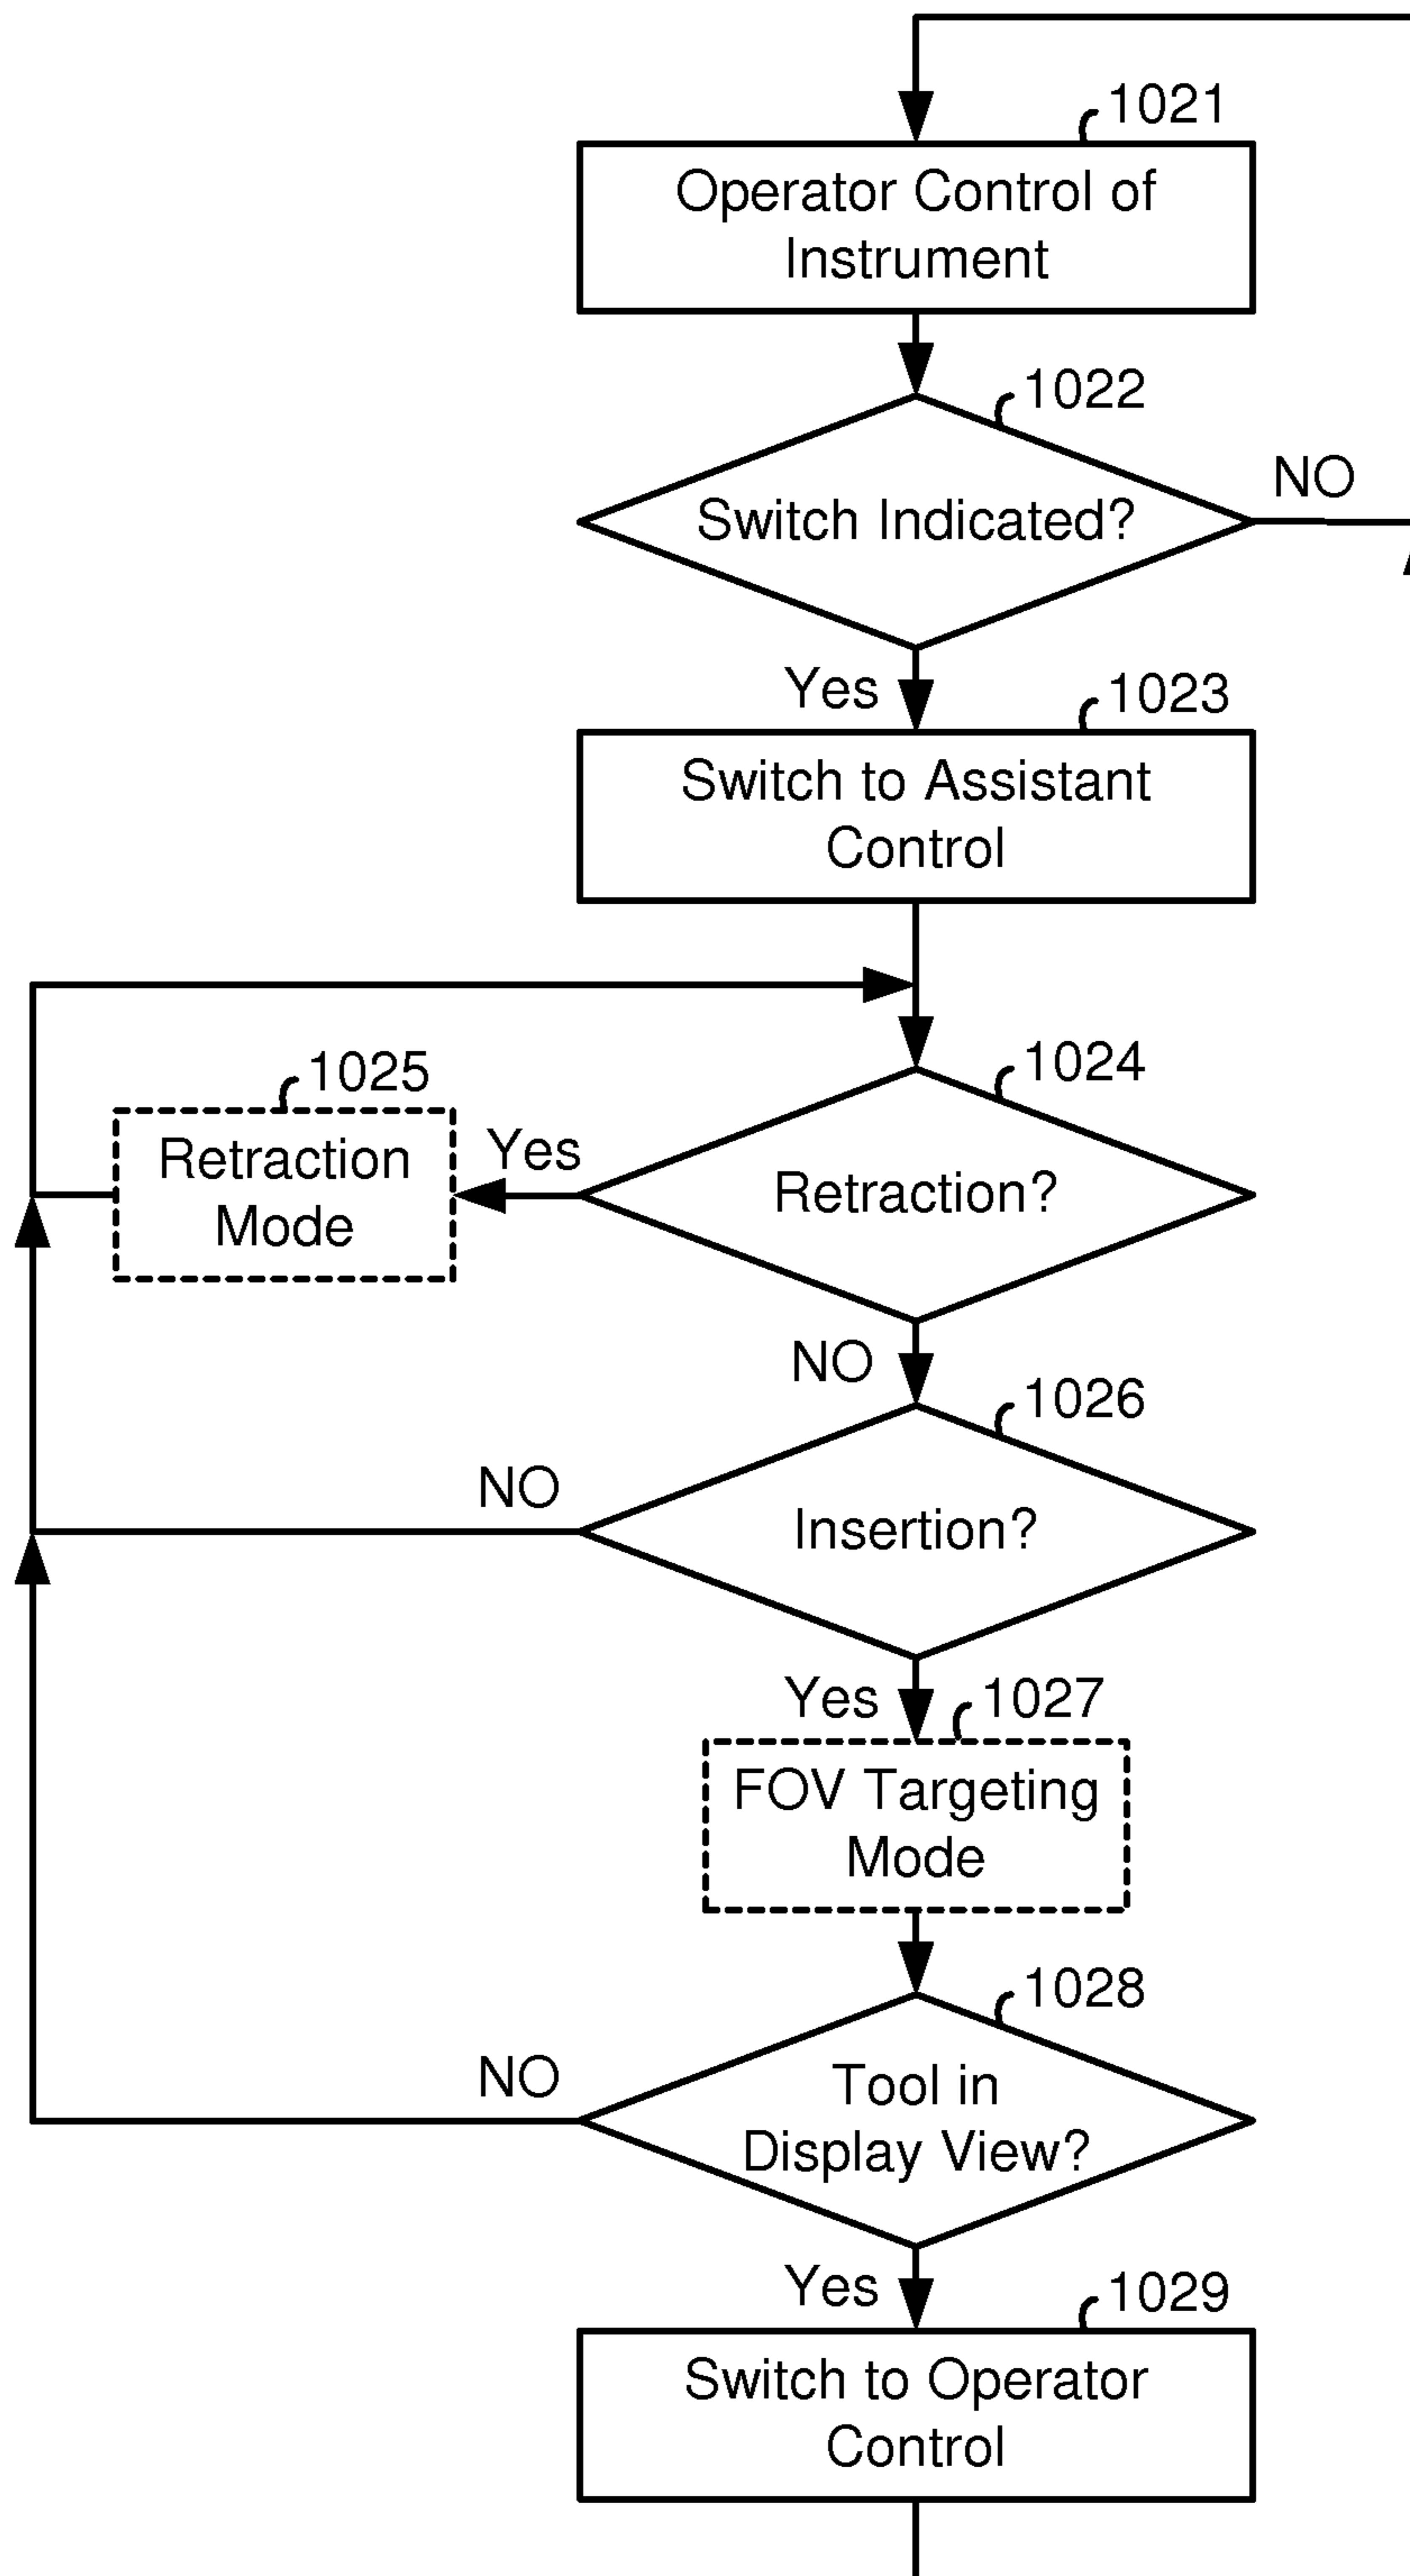 1021
Operator Control of
Instrument
1022
Switch Indicated?
NO
Yes
1023
Switch to Assistant
Control
1024
Retraction?
Yes
1025
Retraction
Mode
NO
1026
Insertion?
NO
Yes
1027
FOV Targeting
Mode
1028
Tool in
Display View?
NO
Yes
1029
Switch to Operator
Control